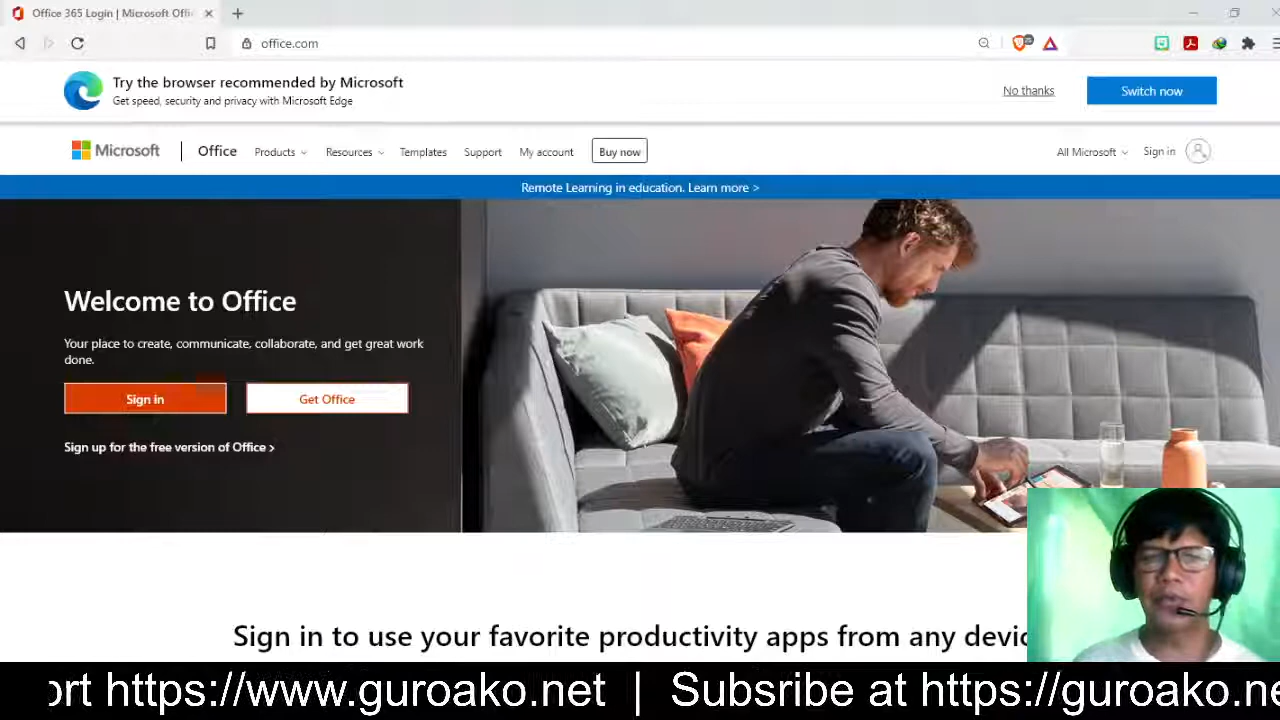 Office 365 Login | Microsoft Offi
office.com
25
Try the browser recommended by Microsoft
Get speed, security and privacy with Microsoft Edge
No thanks
Switch now
Microsoft
Office
Products
Resources
Templates
Support
My account
Buy now
All Microsoft
Sign in
Remote Learning in education. Learn more >
Welcome to Office
Your place to create, communicate, collaborate, and get great work
done.
Sign in
Get Office
Sign up for the free version of Office >
Sign in to use your favorite productivity apps from any devic
ort https://www.guroako.net | Subsribe at https://guroako.ne